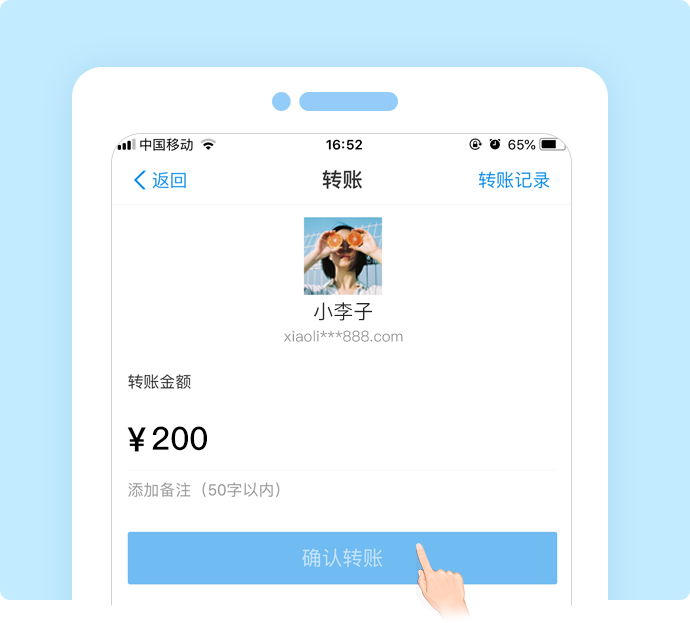 中国移动 16:52 65%
返回 转账 转账记录
小李子
xiaoli***888.com
转账金额
¥200
添加备注（50字以内）
确认转账